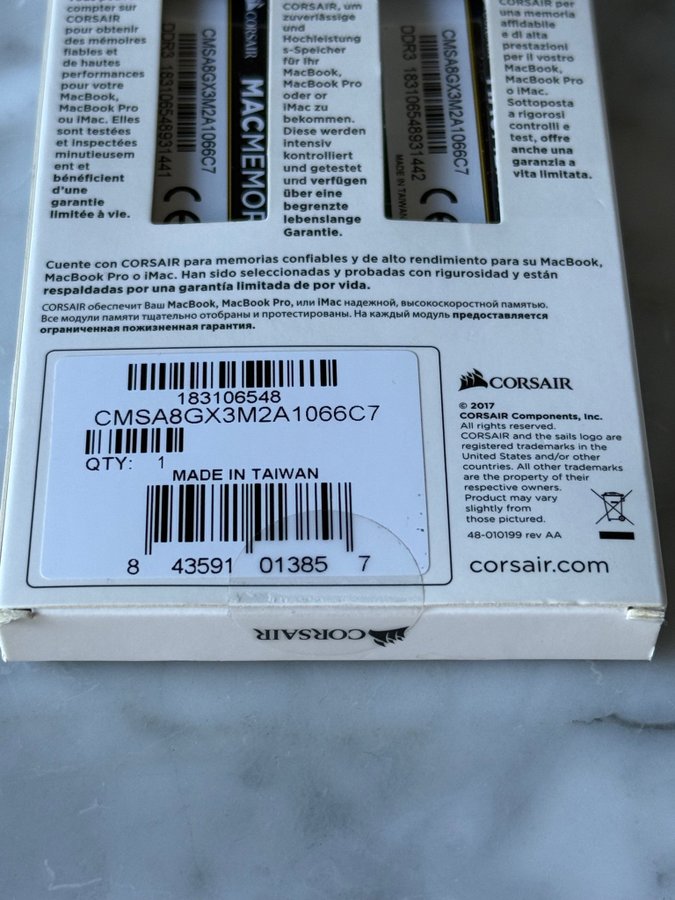 compter sur
CORSAIR
pour obtenir
des mémoires
fiables et
de hautes
performances
pour votre
MacBook,
MacBook Pro
ou iMac. Elles
sont testées
et inspectées
minutieusem
ent et
bénéficient
d'une
garantie
limitée à vie.
DDR3 183106548931441
CMSA8GX3M2A1066C7
CE
CORSAIR
MACMEMOR
CORSAIR, um
zuverlässige
und
Hochleistung
s-Speicher
für Ihr
MacBook,
MacBook Pro
oder or
iMac zu
bekommen.
Diese werden
intensiv
kontrolliert
und getestet
und verfügen
über eine
begrenzte
lebenslange
Garantie.
MADE IN TAIWAN
DDR3 183106548931442
CMSA8GX3M2A1066C7
CE
CORSAIR per
una memoria
affidabile
e di alta
prestazioni
per il vostro
MacBook,
MacBook Pro
o iMac.
Sottoposta
a rigorosi
controlli e
test, offre
anche una
garanzia a
vita limitata.
Cuente con CORSAIR para memorias confiables y de alto rendimiento para su MacBook,
MacBook Pro o iMac. Han sido seleccionadas y probadas con rigurosidad y están
respaldadas por una garantía limitada de por vida.
CORSAIR обеспечит Ваш MacBook, MacBook Pro, или iMac надежной, высокоскоростной памятью.
Все модули памяти тщательно отобраны и протестированы. На каждый модуль предоставляется
ограниченная пожизненная гарантия.
183106548
CMSA8GX3M2A1066C7
QTY: 1
MADE IN TAIWAN
8 43591 01385 7
CORSAIR
© 2017
CORSAIR Components, Inc.
All rights reserved.
CORSAIR and the sails logo are
registered trademarks in the
United States and/or other
countries. All other trademarks
are the property of their
respective owners.
Product may vary
slightly from
those pictured.
48-010199 rev AA
corsair.com
CORSAIR